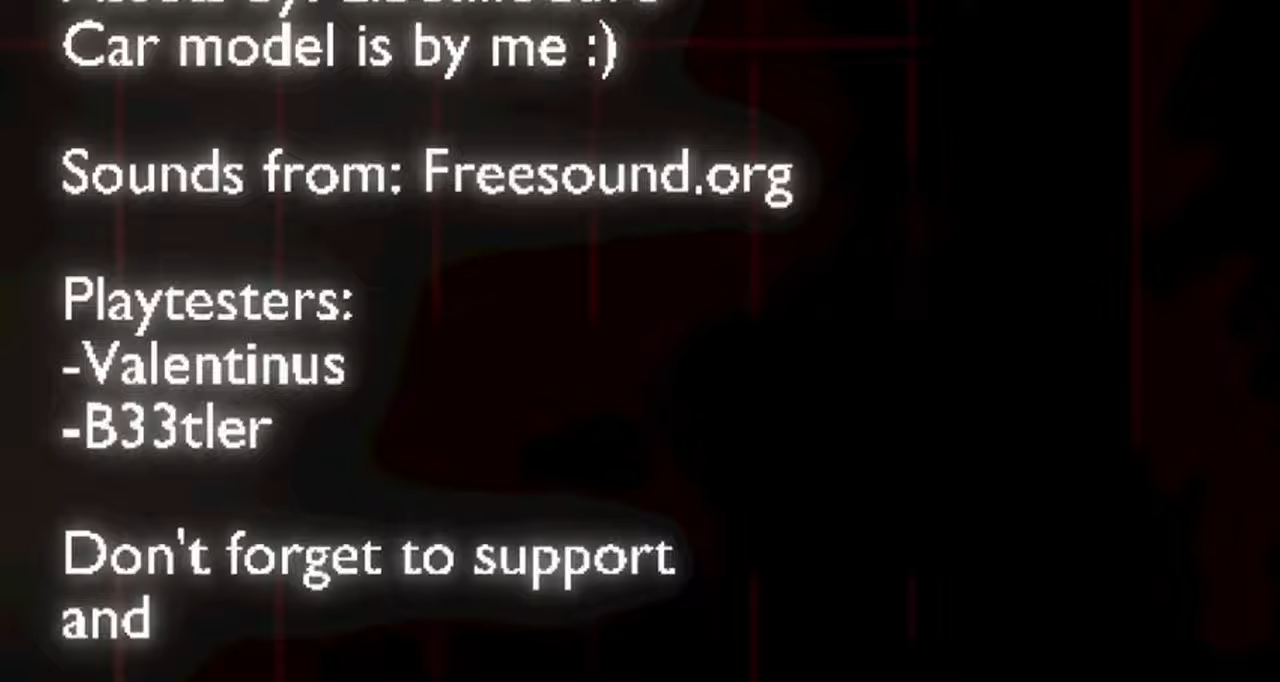 Car model is by me :)
Sounds from: Freesound.org
Playtesters:
-Valentinus
-B33tler
Don't forget to support
and